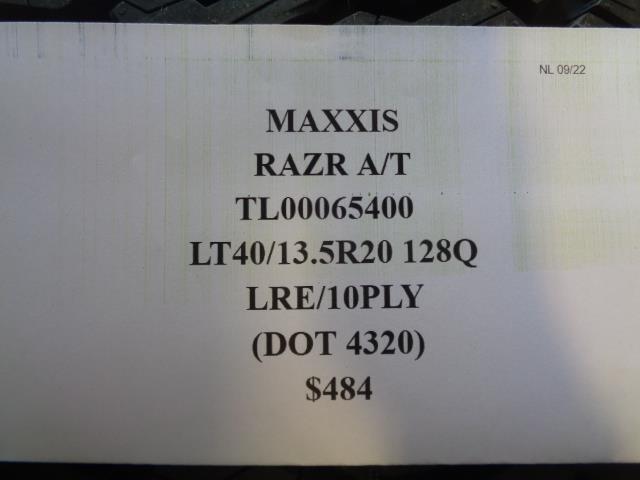 NL 09/22
MAXXIS
RAZR A/T
TL00065400
LT40/13.5R20 128Q
LRE/10PLY
(DOT 4320)
$484